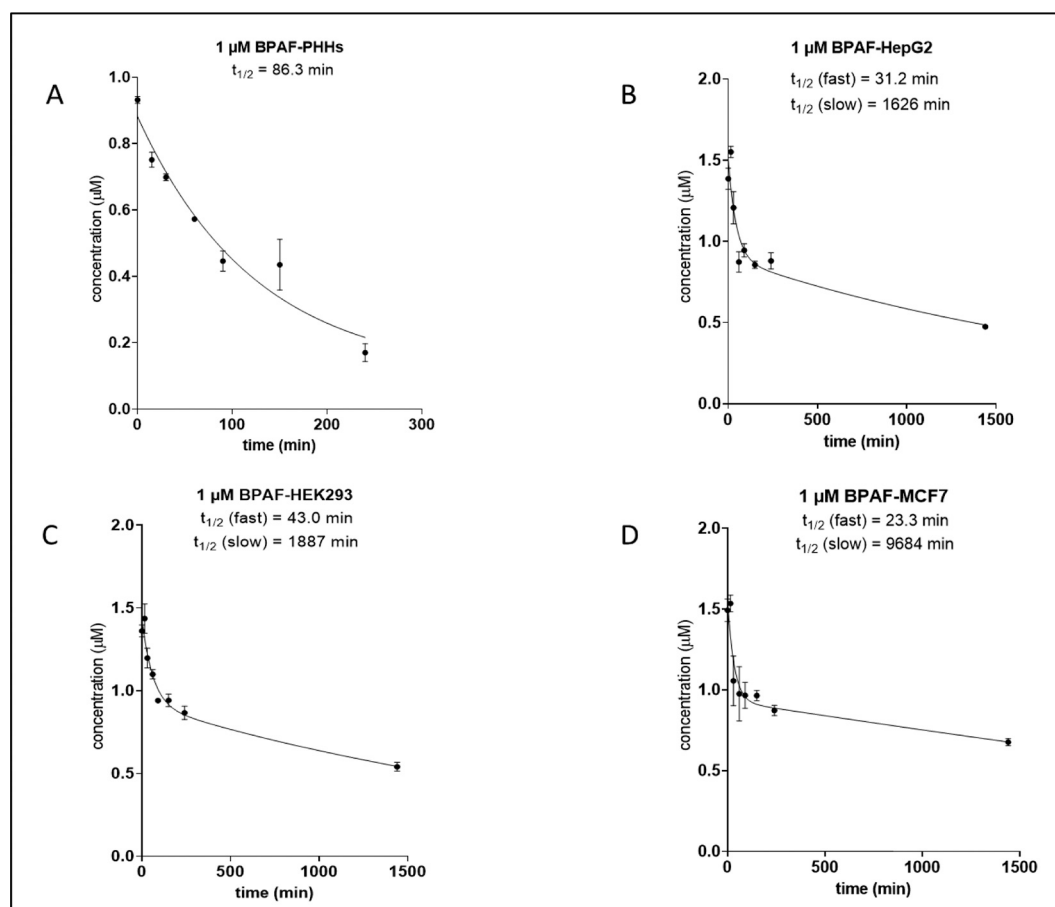 A
1 µM BPAF-PHHs
t1/2 = 86.3 min
concentration (µM)
1.0
0.8
0.6
0.4
0.2
0.0
0 100 200 300
time (min)
B
1 µM BPAF-HepG2
t1/2 (fast) = 31.2 min
t1/2 (slow) = 1626 min
concentration (µM)
2.0
1.5
1.0
0.5
0.0
0 500 1000 1500
time (min)
C
1 µM BPAF-HEK293
t1/2 (fast) = 43.0 min
t1/2 (slow) = 1887 min
concentration (µM)
2.0
1.5
1.0
0.5
0.0
0 500 1000 1500
time (min)
D
1 µM BPAF-MCF7
t1/2 (fast) = 23.3 min
t1/2 (slow) = 9684 min
concentration (µM)
2.0
1.5
1.0
0.5
0.0
0 500 1000 1500
time (min)